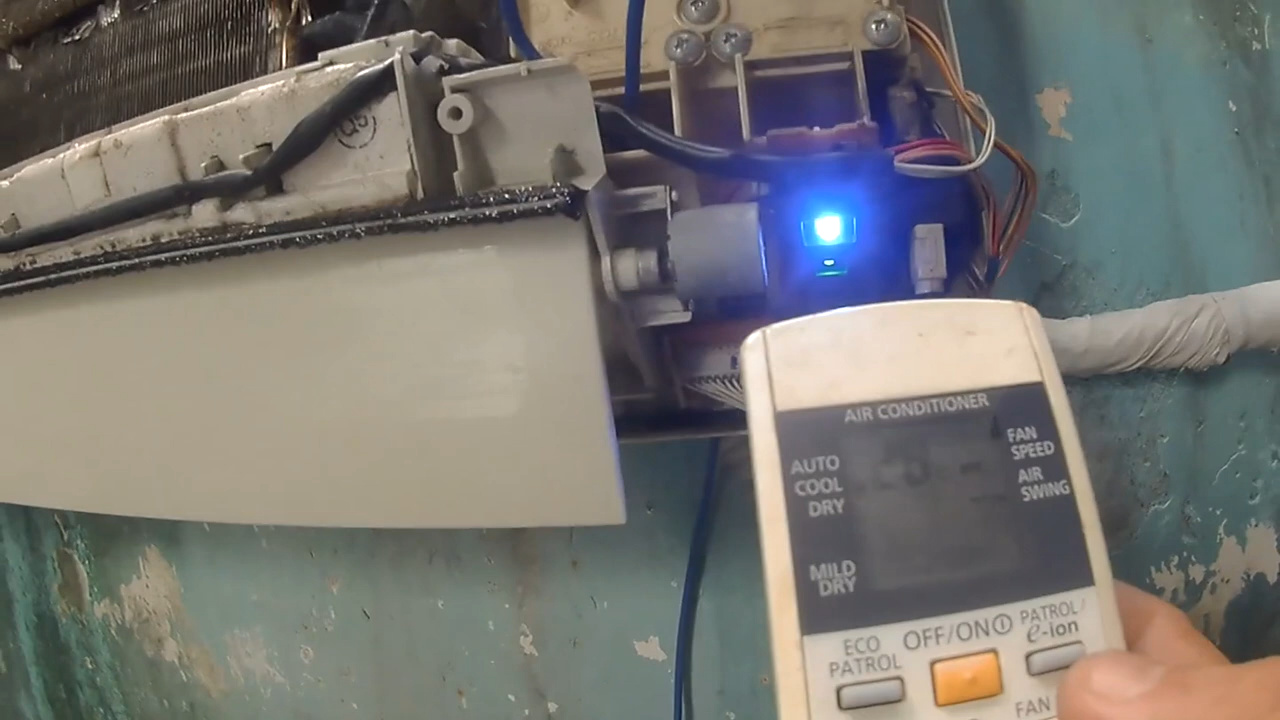 AIR CONDITIONER
AUTO
COOL
DRY
FAN
SPEED
AIR
SWING
MILD
DRY
ECO
PATROL
OFF/ON
PATROL/
e-ion
FAN